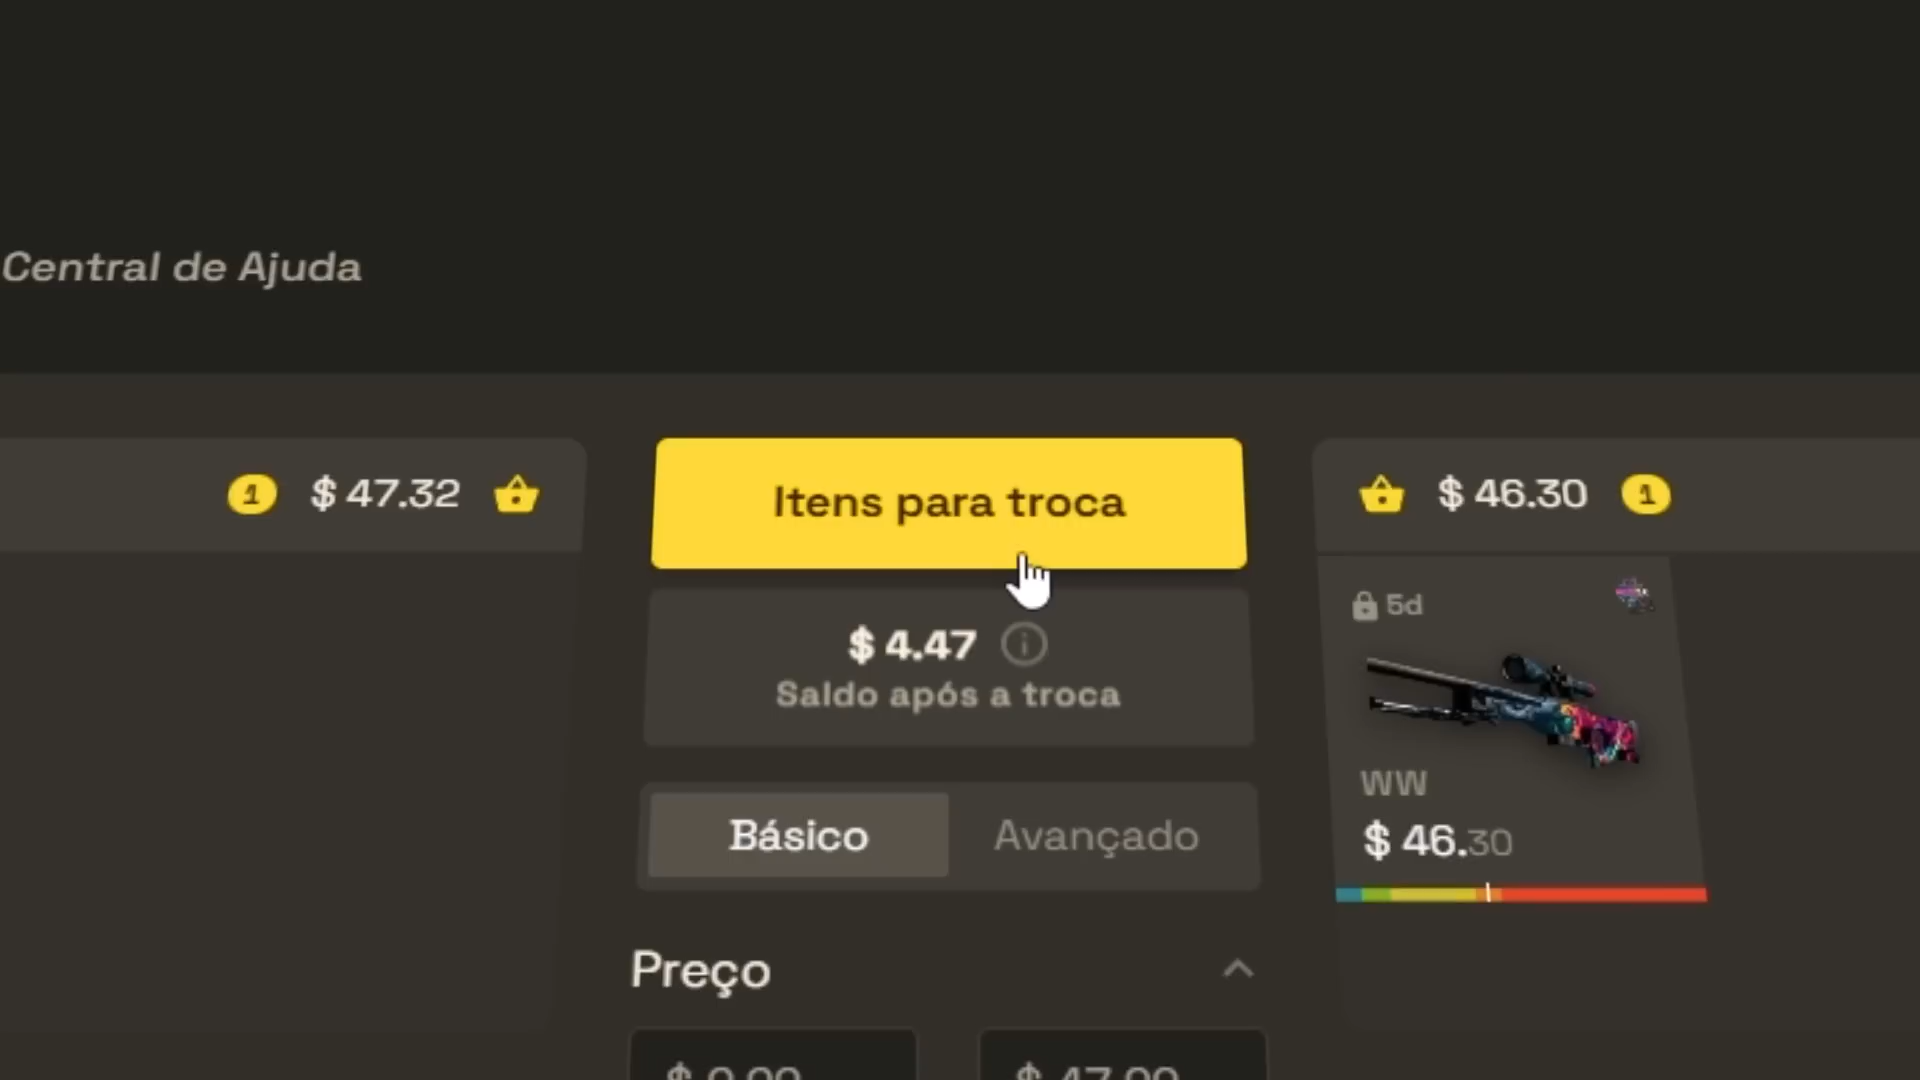 Central de Ajuda
1 $ 47.32
Itens para troca
$ 46.30 1
$ 4.47
Saldo após a troca
5d
WW
$ 46.30
Básico
Avançado
Preço